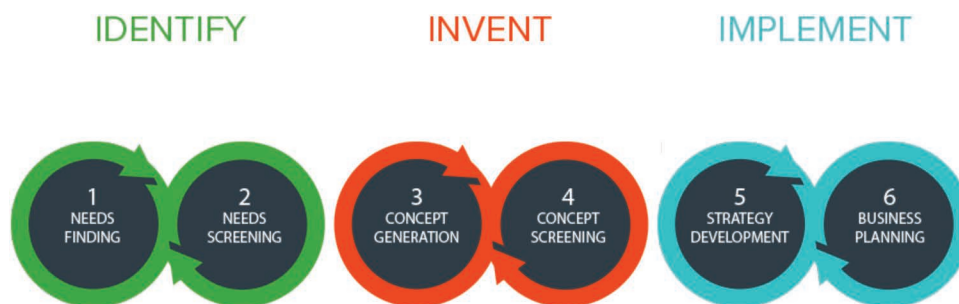 IDENTIFY
INVENT
IMPLEMENT
1
NEEDS
FINDING
2
NEEDS
SCREENING
3
CONCEPT
GENERATION
4
CONCEPT
SCREENING
5
STRATEGY
DEVELOPMENT
6
BUSINESS
PLANNING